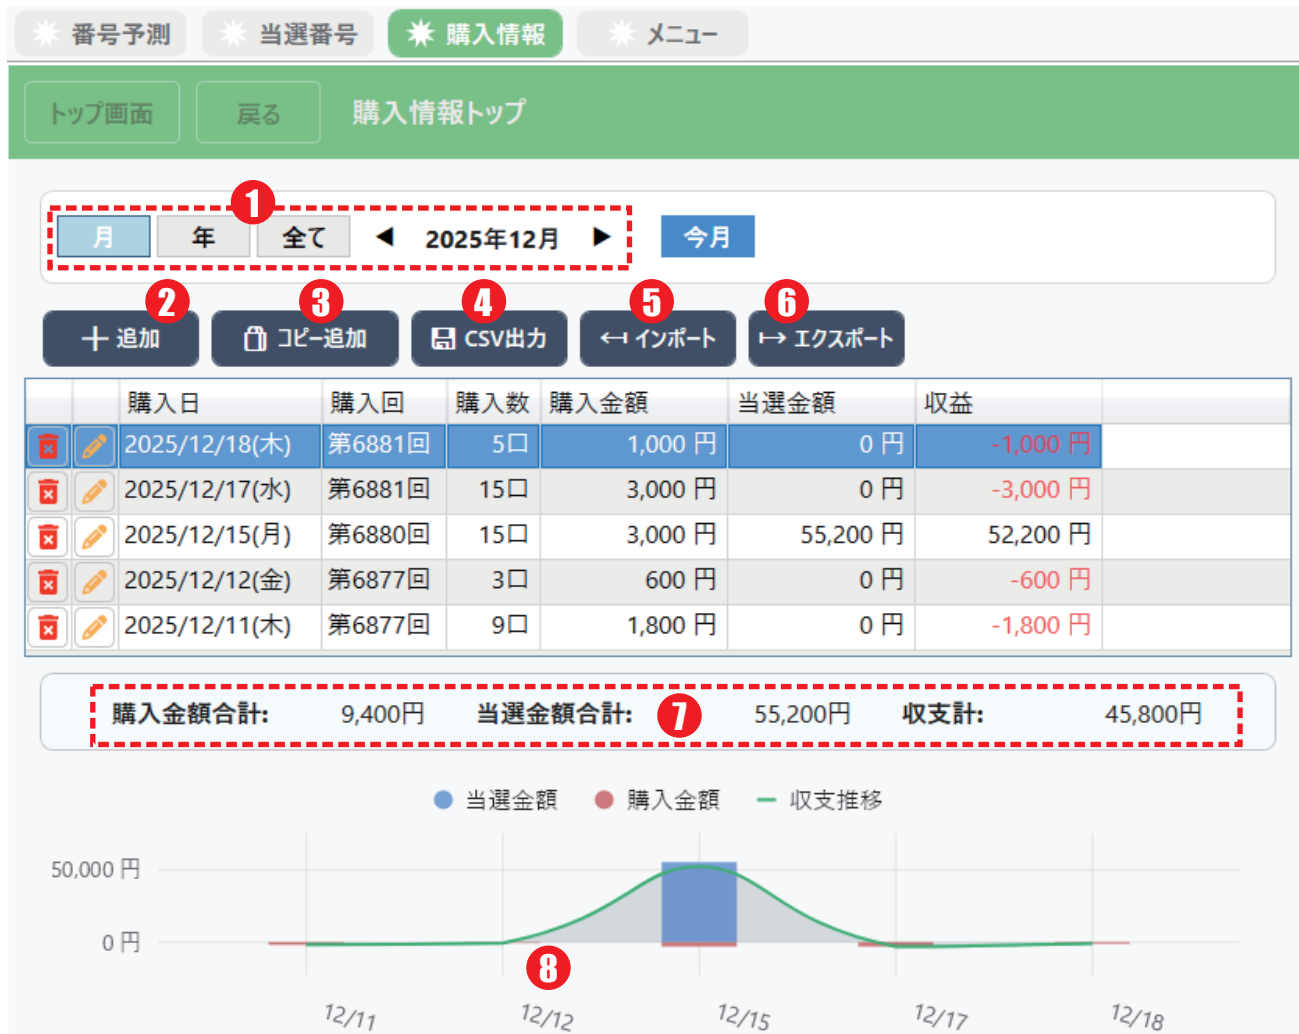 番号予測 当選番号 購入情報 メニュー
トップ画面 戻る 購入情報トップ
1
月 年 全て ◀ 2025年12月 ▶ 今月
2 3 4 5 6
追加 コピー追加 CSV出力 インポート エクスポート
購入日 購入回 購入数 購入金額 当選金額 収益
2025/12/18(木) 第6881回 5口 1,000 円 0 円 -1,000 円
2025/12/17(水) 第6881回 15口 3,000 円 0 円 -3,000 円
2025/12/15(月) 第6880回 15口 3,000 円 55,200 円 52,200 円
2025/12/12(金) 第6877回 3口 600 円 0 円 -600 円
2025/12/11(木) 第6877回 9口 1,800 円 0 円 -1,800 円
購入金額合計: 9,400円 当選金額合計: 7 55,200円 収支計: 45,800円
当選金額 購入金額 収支推移
50,000 円
0 円
8
12/11 12/12 12/15 12/17 12/18